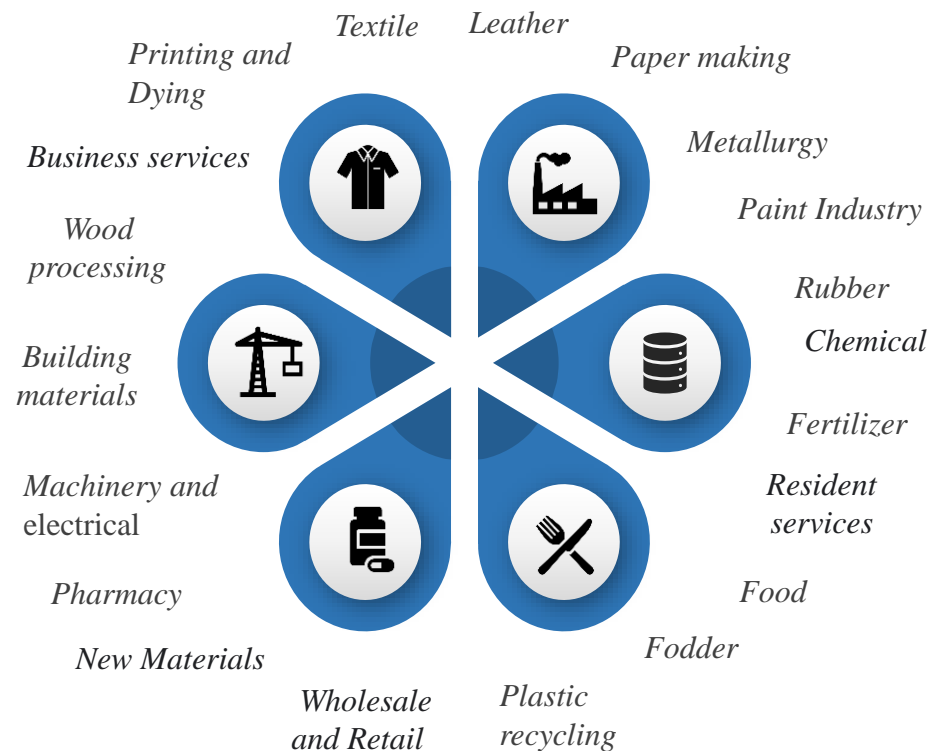 Textile
Leather
Printing and
Dying
Paper making
Business services
Metallurgy
Paint Industry
Wood
processing
Rubber
Chemical
Building
materials
Fertilizer
Machinery and
electrical
Resident
services
Pharmacy
Food
New Materials
Fodder
Wholesale
and Retail
Plastic
recycling